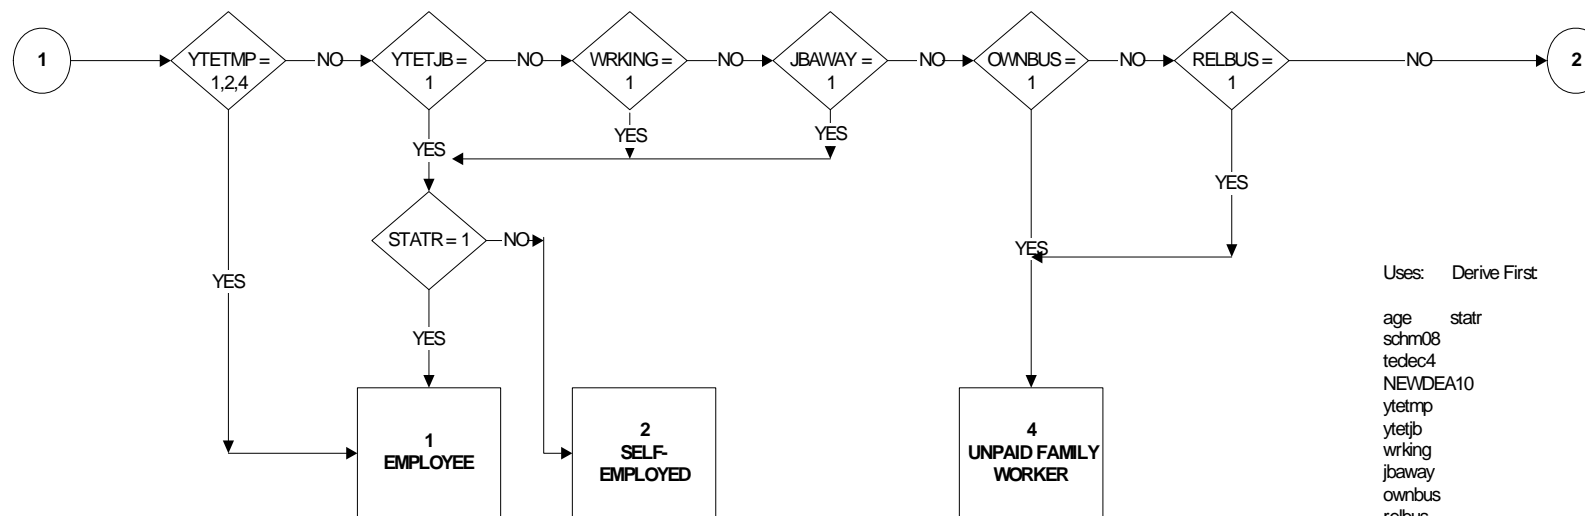 1
YTETMP =
1,2,4
NO
YTETJB =
1
NO
WRKING =
1
NO
JBAWAY =
1
NO
OWNBUS =
1
NO
RELBUS =
1
NO
2
YES
YES
YES
YES
YES
STATR = 1
NO
YES
YES
Uses: Derive First:
age statr
schm08
tedec4
NEWDEA10
ytetmp
ytetjb
wrking
jbaway
ownbus
relbus
YES
1
EMPLOYEE
2
SELF-
EMPLOYED
4
UNPAID FAMILY
WORKER